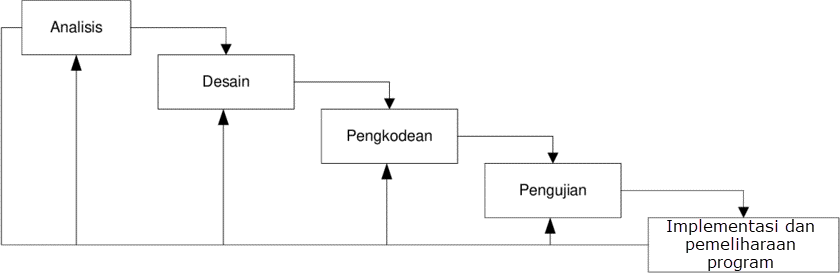 Analisis
Desain
Pengkodean
Pengujian
Implementasi dan
pemeliharaan
program